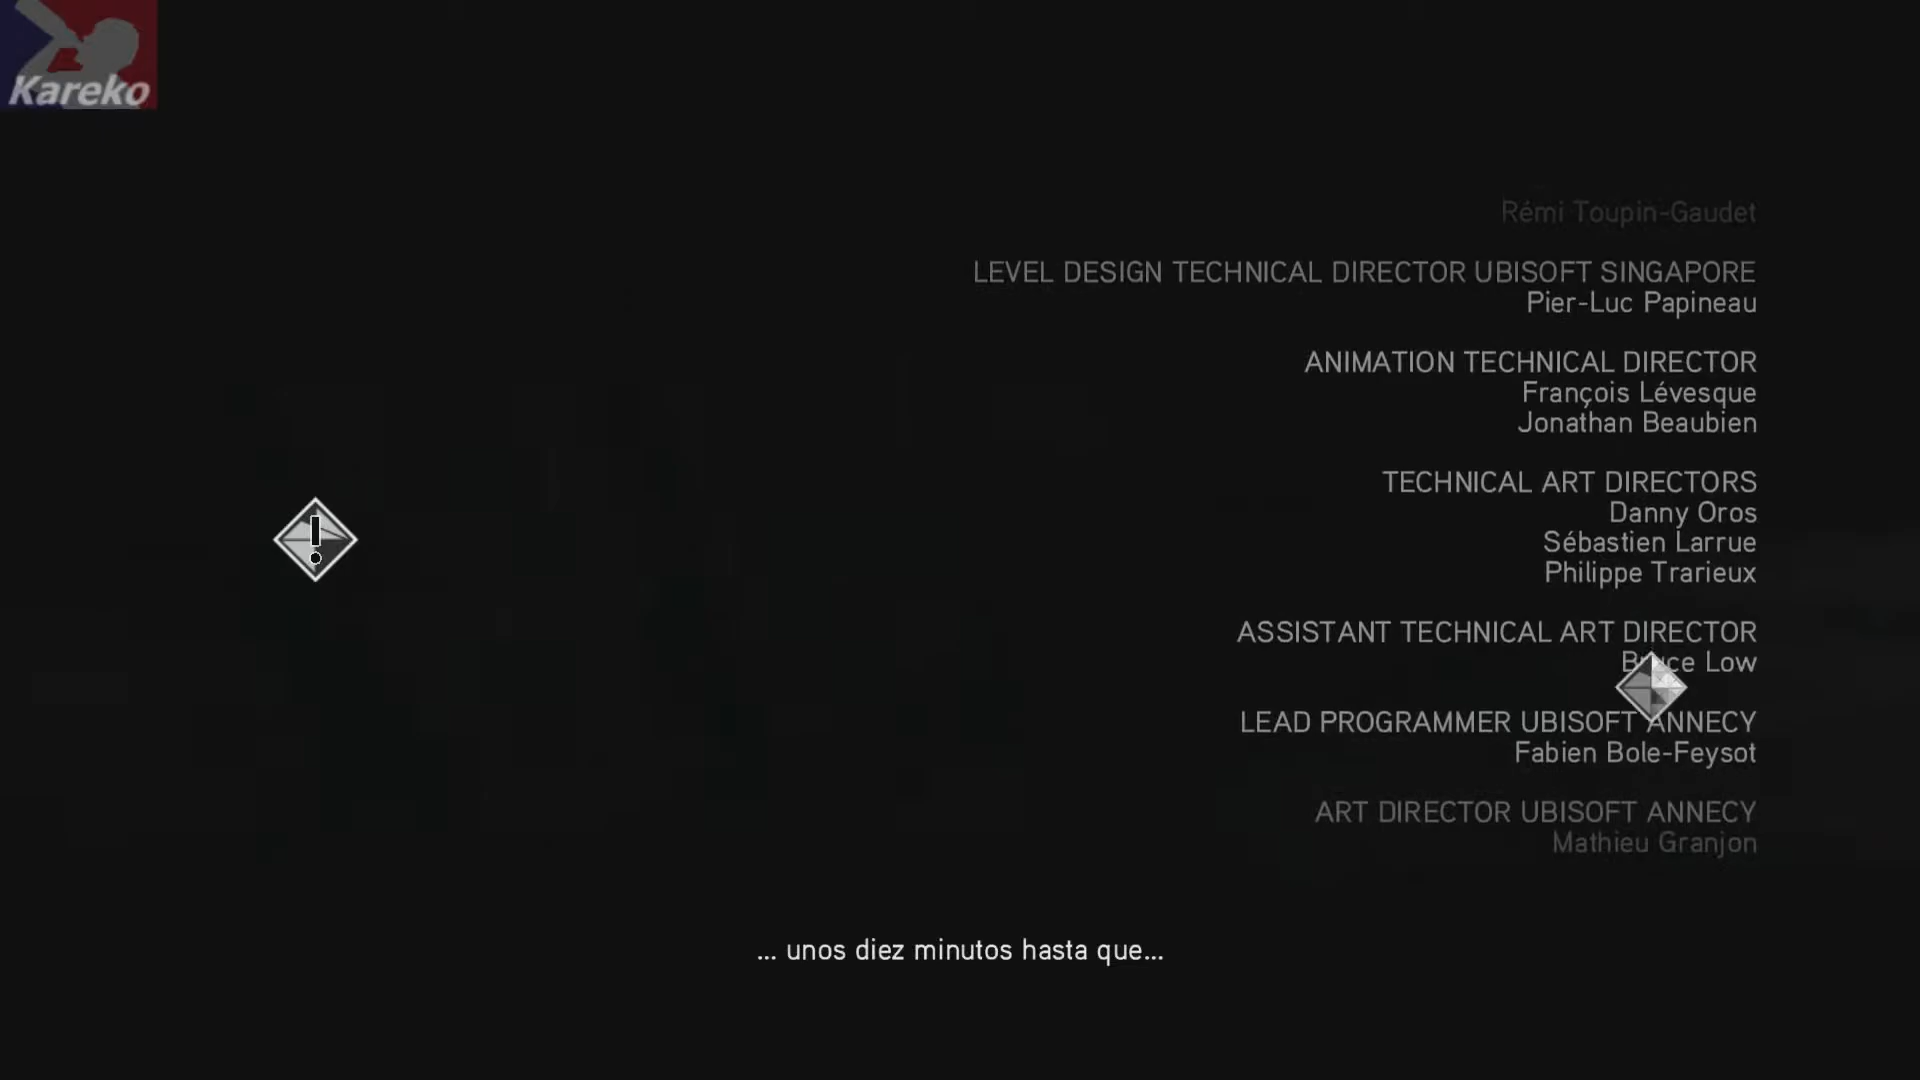 Kareko
Rémi Toupin-Gaudet
LEVEL DESIGN TECHNICAL DIRECTOR UBISOFT SINGAPORE
Pier-Luc Papineau
ANIMATION TECHNICAL DIRECTOR
François Lévesque
Jonathan Beaubien
TECHNICAL ART DIRECTORS
Danny Oros
Sébastien Larrue
Philippe Trarieux
ASSISTANT TECHNICAL ART DIRECTOR
Bruce Low
LEAD PROGRAMMER UBISOFT ANNECY
Fabien Bole-Feysot
ART DIRECTOR UBISOFT ANNECY
Mathieu Granjon
... unos diez minutos hasta que...